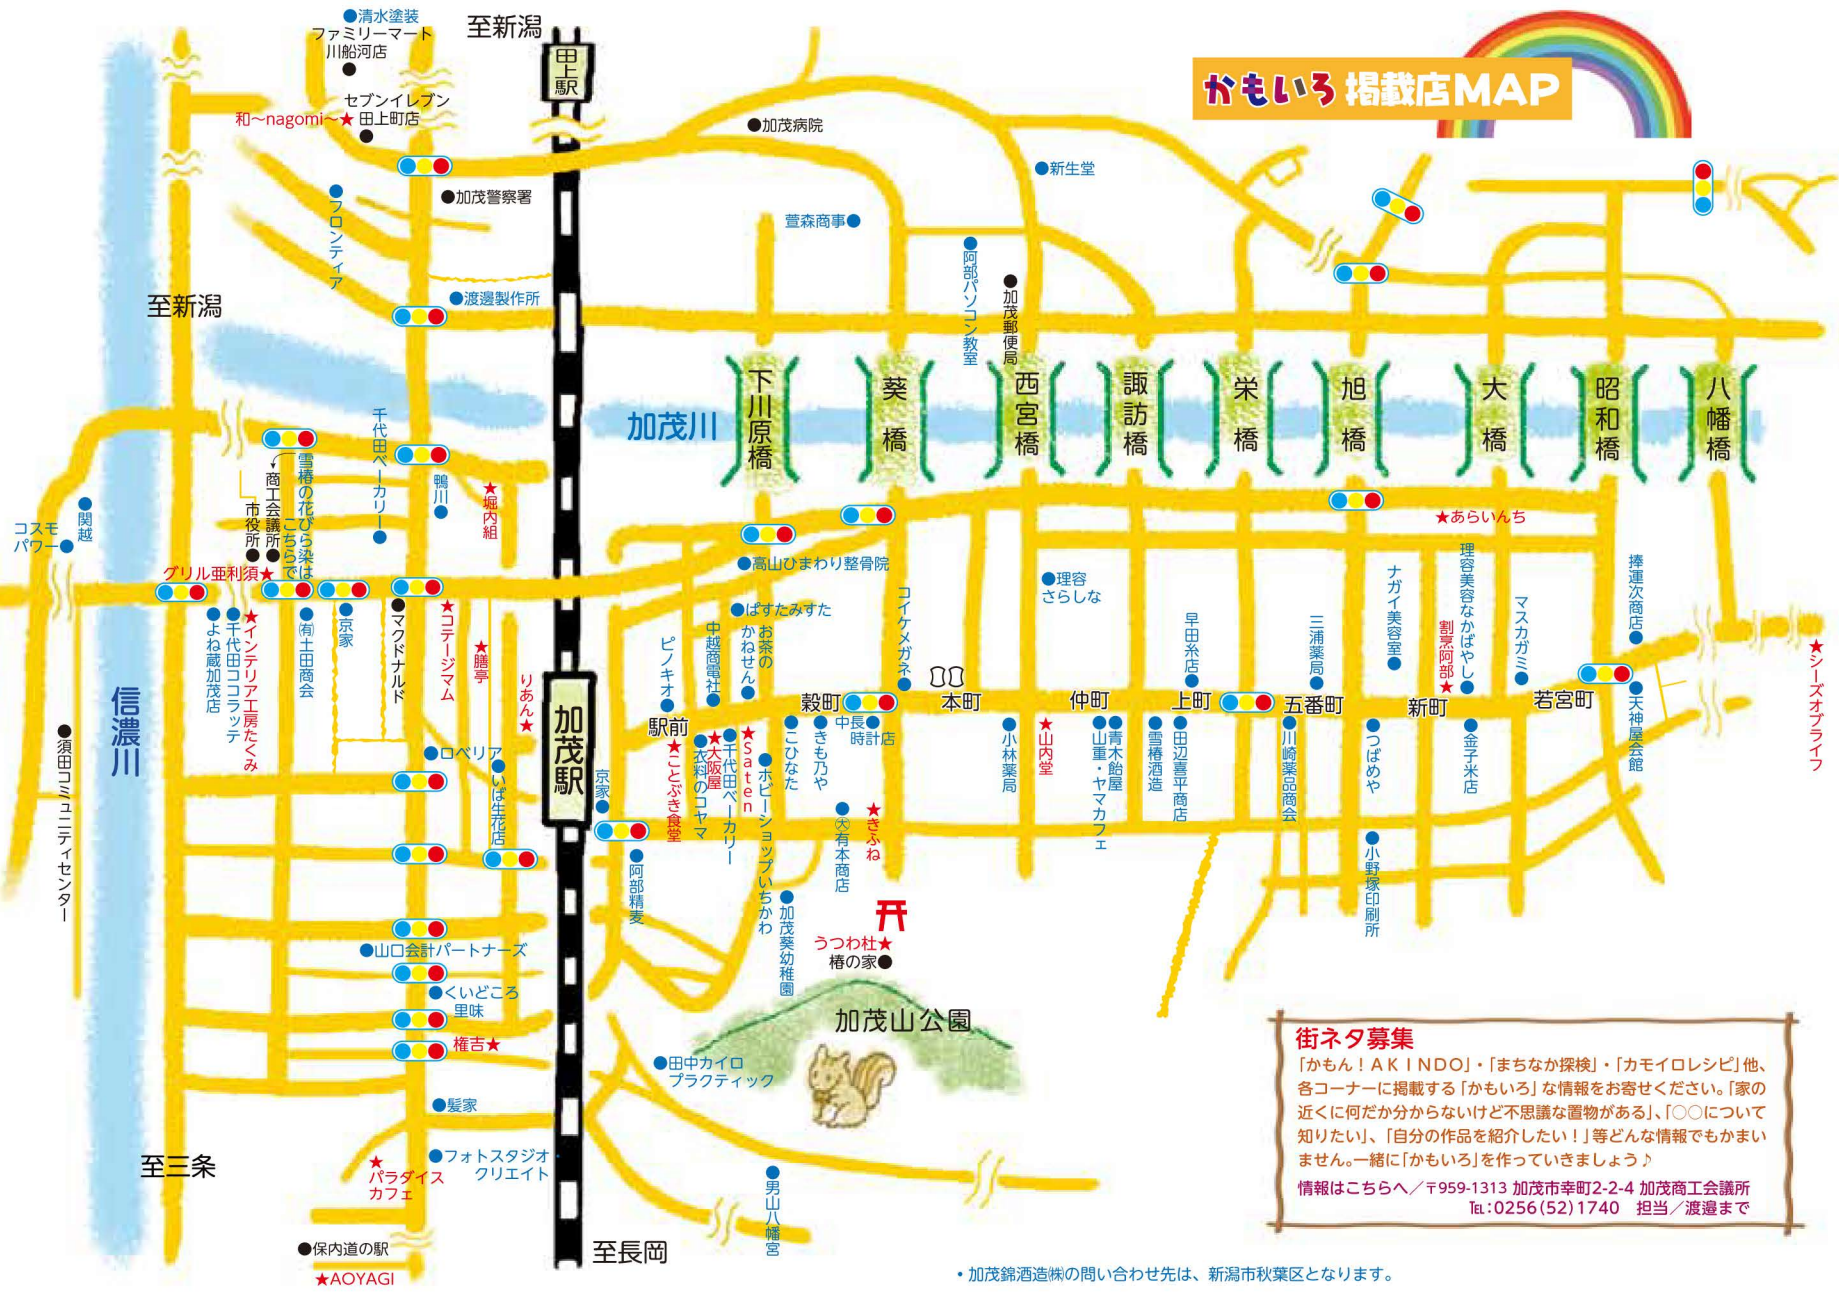 ●清水塗装
ファミリーマート
川船河店
至新潟
田上駅
かもいろ 掲載店MAP
セブンイレブン
和〜nagomi〜★ 田上町店
●加茂病院
●加茂警察署
●フロンティア
●新生堂
萱森商事●
●阿部パソコン教室
●加茂郵便局
●渡邉製作所
至新潟
加茂川
下川原橋
葵橋
西宮橋
諏訪橋
栄橋
旭橋
大橋
昭和橋
八幡橋
千代田ベーカリー●
鴨川●
★堀内組
雪椿の花びら染は
こちらで
商工会議所●
市役所●
●関越
コスモ
パワー●
グリル亜利須★
●高山ひまわり整骨院
★あらいんち
●理容
さらしな
●よね蔵加茂店
●千代田ココラッテ
★インテリア工房たくみ
●㈲土田商会
●京家
●マクドナルド
★コテージマム
★膳亭
りあん★
●ぱすたみすた
お茶の
かねせん●
中越商電社●
ピノキオ●
コイケメガネ●
早田糸店●
三浦薬局●
ナガイ美容室●
割烹阿部★
理容美容なかばやし●
マスカガミ●
捧運次商店●
★シーズオブライフ
信濃川
●須田コミュニティセンター
●ロベリア
●いば生花店
加茂駅
駅前
穀町
本町
仲町
上町
五番町
新町
若宮町
中長●
時計店
京家●
★ことぶき食堂
●衣料のコヤマ
★大阪屋
●千代田ベーカリー
★Saten
●ホビーショップいちかわ
●こひなた
●きも乃や
●㊅有本商店
★きふね
●小林薬局
★山内堂
●山重・ヤマカフェ
●青木飴屋
●雪椿酒造
●田辺喜平商店
●川崎薬品商会
●つばめや
●金子米店
●天神屋会館
●阿部精麦
●加茂葵幼稚園
●小野塚印刷所
うつわ杜★
椿の家●
加茂山公園
●山口会計パートナーズ
●くいどころ
里味
権吉★
●田中カイロ
プラクティック
●髪家
●フォトスタジオ
クリエイト
★
パラダイス
カフェ
至三条
●男山八幡宮
●保内道の駅
★AOYAGI
至長岡
街ネタ募集
「かもん！AKINDO」・「まちなか探検」・「カモイロレシピ」他、
各コーナーに掲載する「かもいろ」な情報をお寄せください。「家の
近くに何だか分からないけど不思議な置物がある」、「○○について
知りたい」、「自分の作品を紹介したい！」等どんな情報でもかまい
ません。一緒に「かもいろ」を作っていきましょう♪
情報はこちらへ／〒959-1313 加茂市幸町2-2-4 加茂商工会議所
℡:0256(52)1740　担当／渡邉まで
・加茂錦酒造㈱の問い合わせ先は、新潟市秋葉区となります。